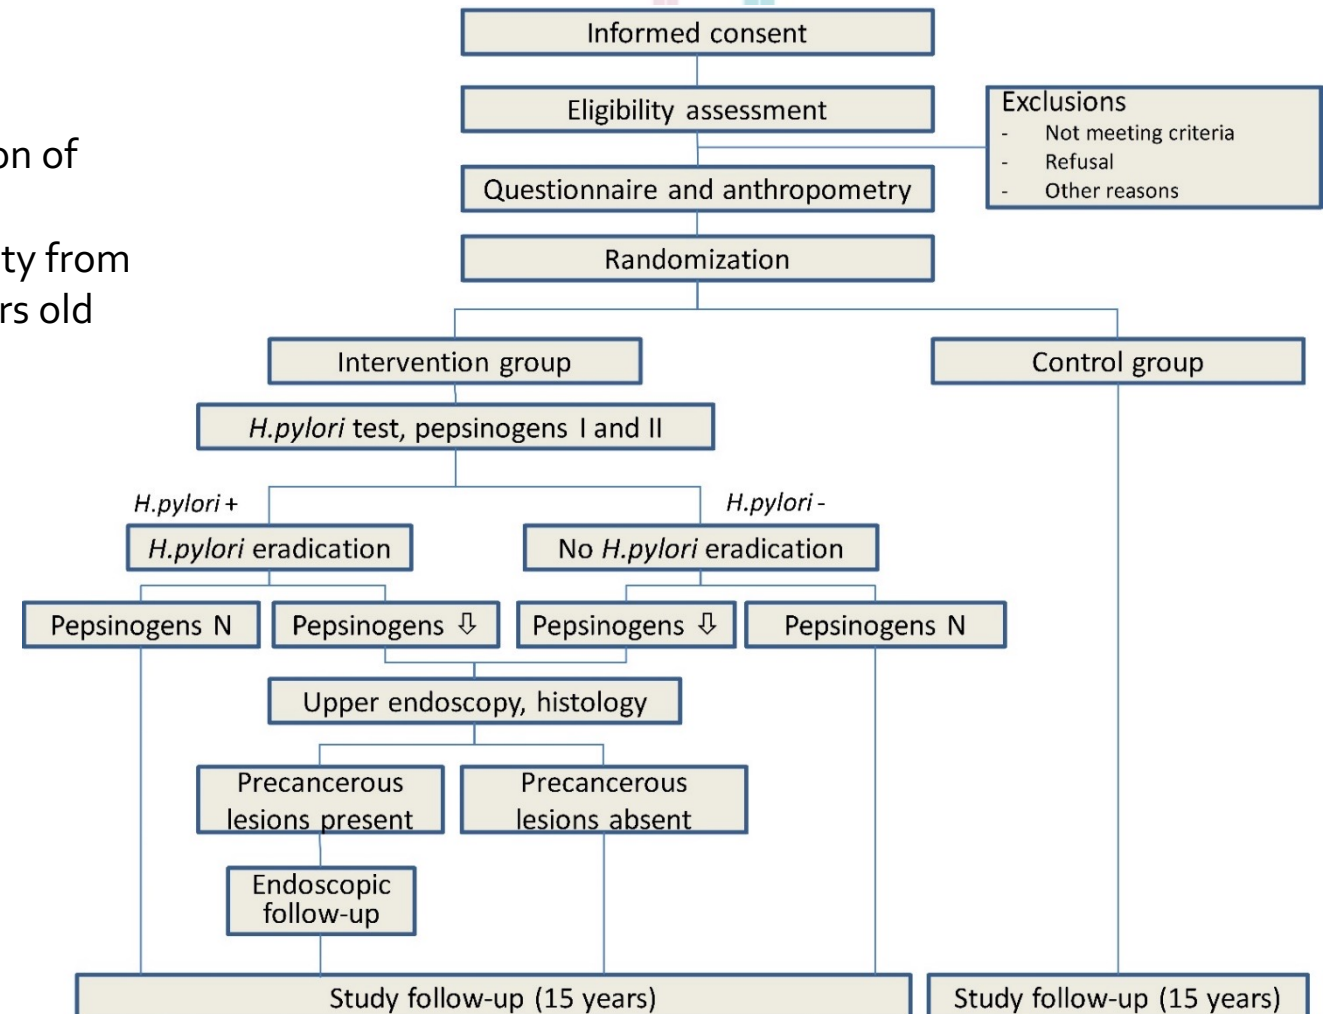 on of
ty from
rs old
Informed consent
Eligibility assessment
Exclusions
- Not meeting criteria
- Refusal
- Other reasons
Questionnaire and anthropometry
Randomization
Intervention group
Control group
H.pylori test, pepsinogens I and II
H.pylori +
H.pylori -
H.pylori eradication
No H.pylori eradication
Pepsinogens N
Pepsinogens ⇩
Pepsinogens ⇩
Pepsinogens N
Upper endoscopy, histology
Precancerous
lesions present
Precancerous
lesions absent
Endoscopic
follow-up
Study follow-up (15 years)
Study follow-up (15 years)